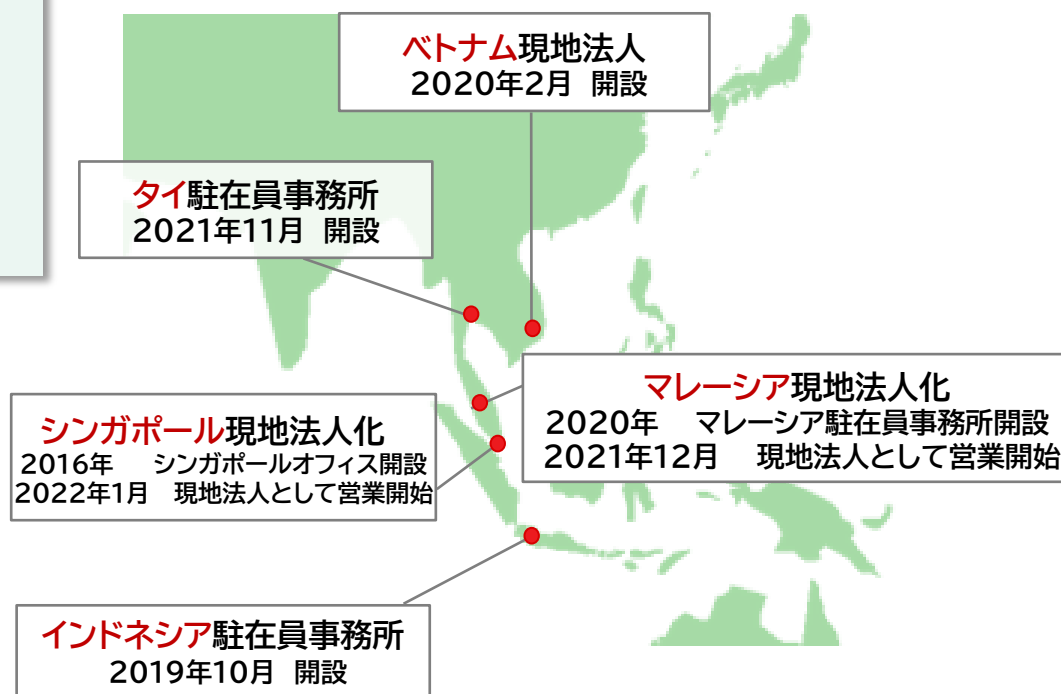 ベトナム現地法人
2020年2月 開設
タイ駐在員事務所
2021年11月 開設
マレーシア現地法人化
2020年 マレーシア駐在員事務所開設
2021年12月 現地法人として営業開始
シンガポール現地法人化
2016年 シンガポールオフィス開設
2022年1月 現地法人として営業開始
インドネシア駐在員事務所
2019年10月 開設